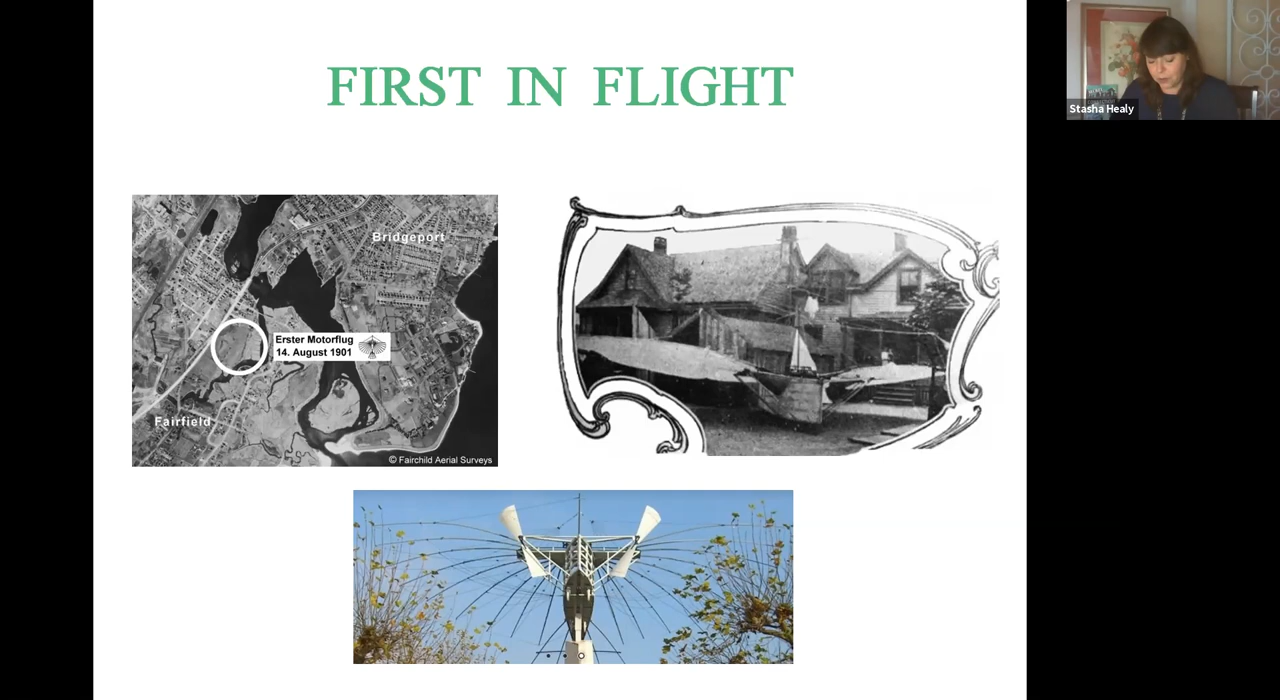 FIRST IN FLIGHT
Stasha Healy
Bridgeport
Erster Motorflug
14. August 1901
Fairfield
© Fairchild Aerial Surveys